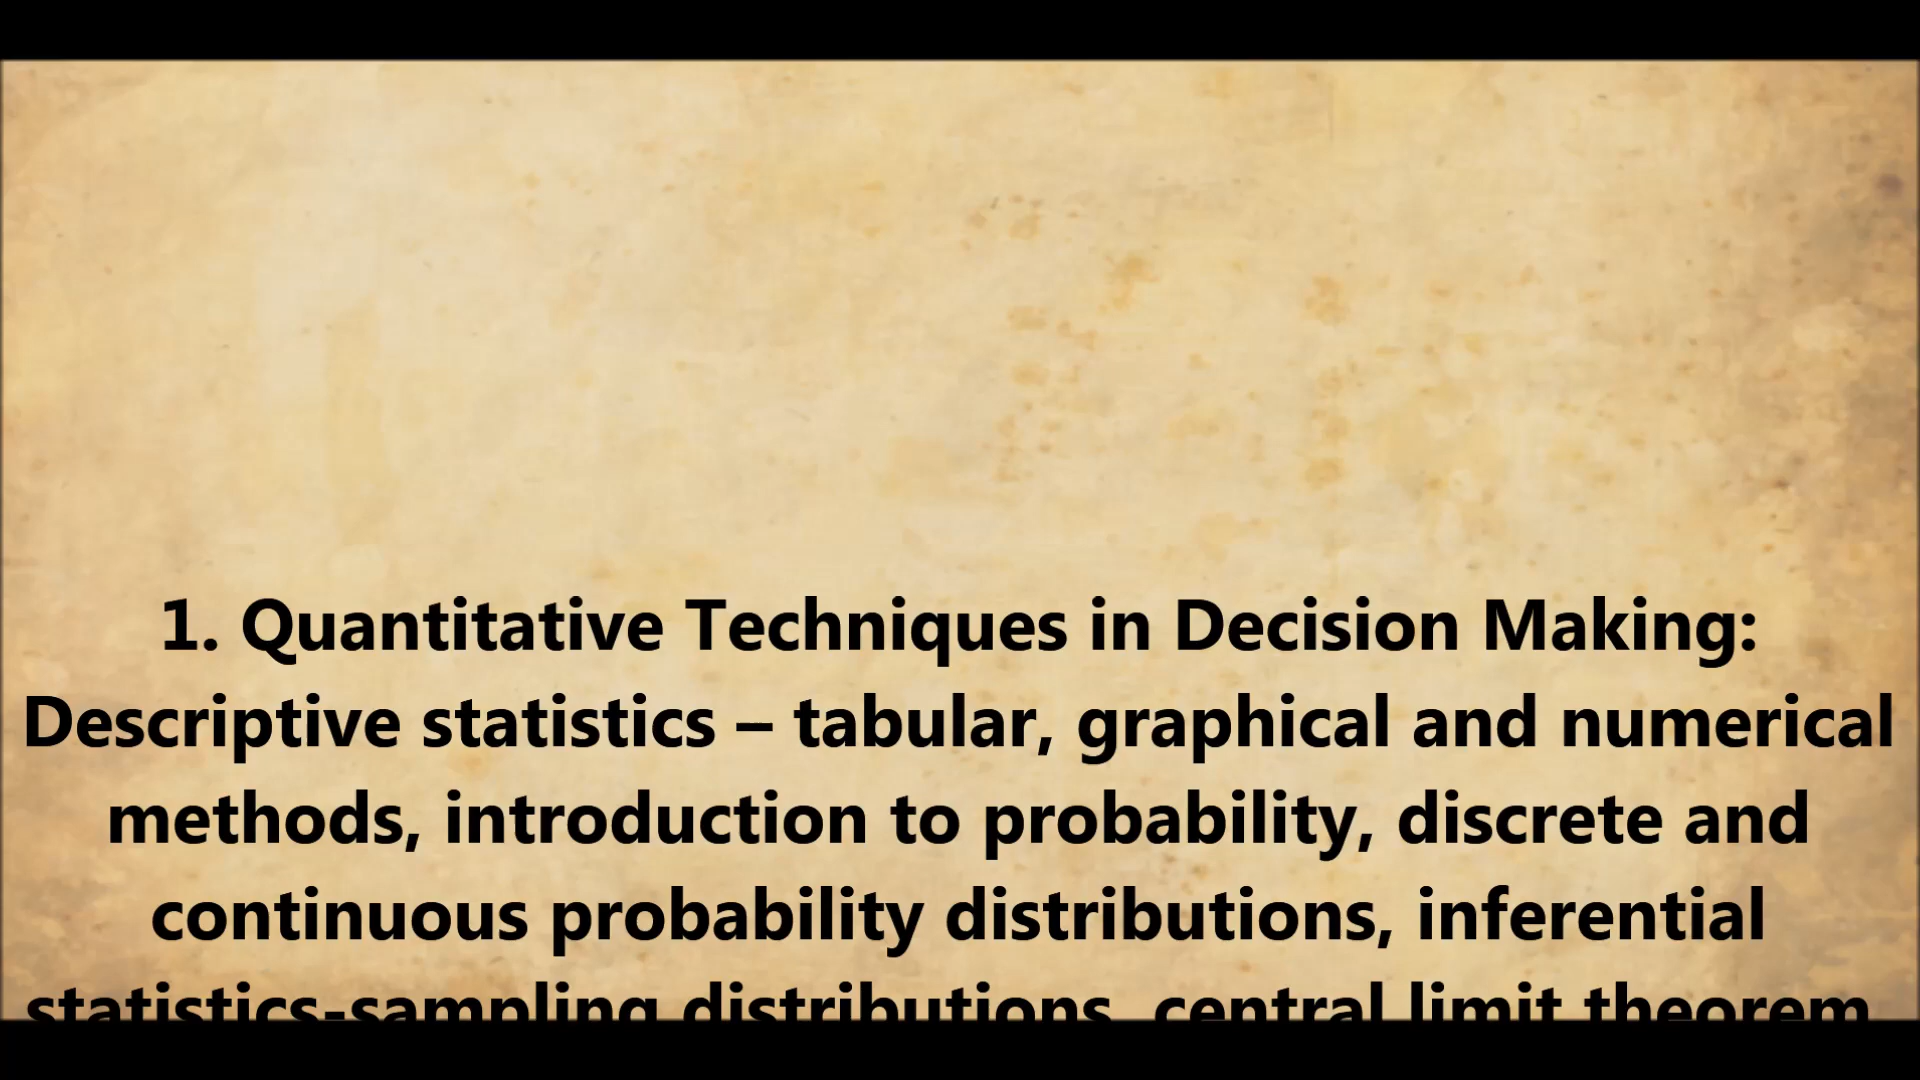 1. Quantitative Techniques in Decision Making:
Descriptive statistics – tabular, graphical and numerical
methods, introduction to probability, discrete and
continuous probability distributions, inferential
statistics-sampling distributions, central limit theorem